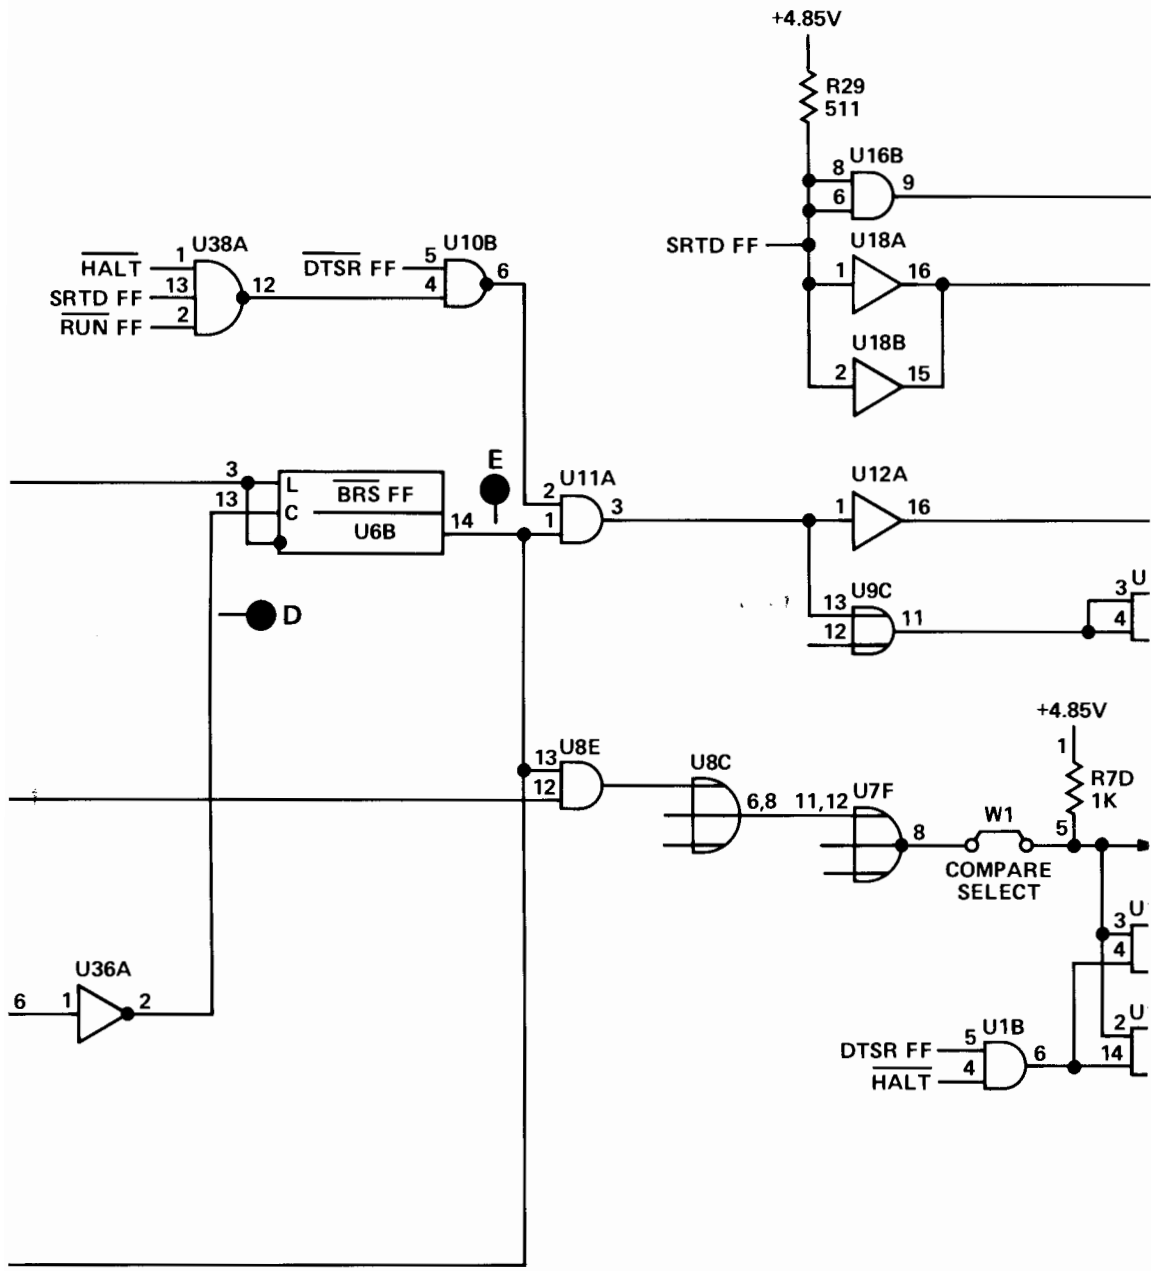 +4.85V
R29
511
U16B
8
9
6
SRTD FF
U18A
1
16
U18B
2
15
HALT
1
U38A
SRTD FF
13
12
RUN FF
2
DTSR FF
5
U10B
6
4
3
L
BRS FF
13
C
U6B
14
E
2
U11A
3
1
U12A
1
16
D
U9C
13
11
12
3
U
4
+4.85V
1
R7D
1K
13
U8E
12
U8C
6,8
11,12
U7F
8
W1
5
COMPARE
SELECT
U
3
4
6
1
U36A
2
DTSR FF
5
U1B
6
HALT
4
U
2
14